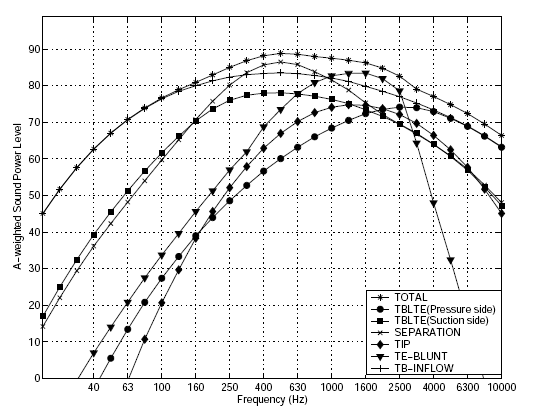 90
80
70
60
50
40
30
20
10
0
A-weighted Sound Power Level
TOTAL
TBLTE(Pressure side)
TBLTE(Suction side)
SEPARATION
TIP
TE-BLUNT
TB-INFLOW
40 63 100 160 250 400 630 1000 1600 2500 4000 6300 10000
Frequency (Hz)